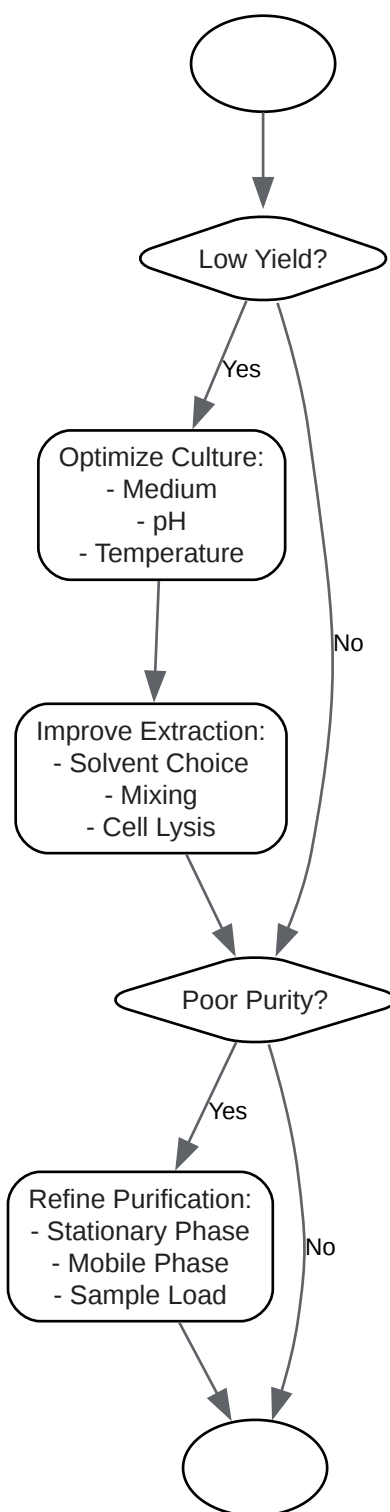 Low Yield?
Yes
Optimize Culture:
- Medium
- pH
- Temperature
No
Improve Extraction:
- Solvent Choice
- Mixing
- Cell Lysis
Poor Purity?
Yes
Refine Purification:
- Stationary Phase
- Mobile Phase
- Sample Load
No